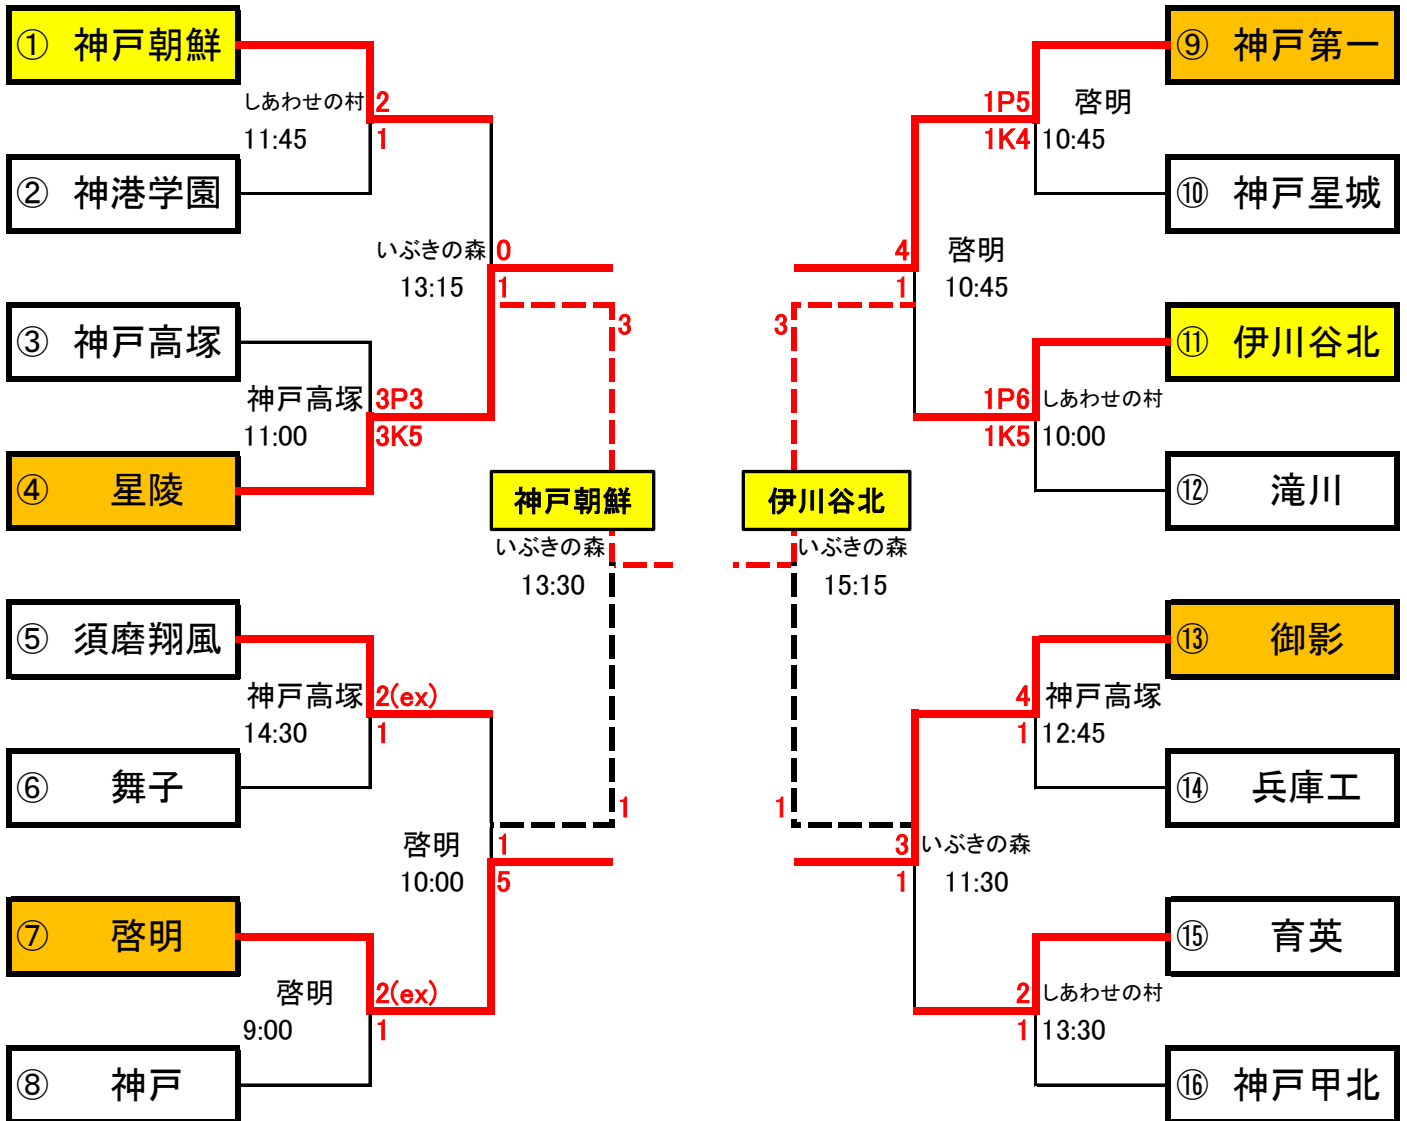 ① 神戸朝鮮
しあわせの村 2
11:45 1
② 神港学園
いぶきの森 0
13:15 1
③ 神戸高塚
神戸高塚 3P3
11:00 3K5
④ 星陵
3
神戸朝鮮
いぶきの森
13:30
⑤ 須磨翔風
神戸高塚 2(ex)
14:30 1
⑥ 舞子
1
啓明 1
10:00 5
⑦ 啓明
啓明 2(ex)
9:00 1
⑧ 神戸
⑨ 神戸第一
1P5 啓明
1K4 10:45
⑩ 神戸星城
4 啓明
1 10:45
⑪ 伊川谷北
1P6 しあわせの村
1K5 10:00
⑫ 滝川
3
伊川谷北
いぶきの森
15:15
⑬ 御影
4 神戸高塚
1 12:45
⑭ 兵庫工
1
3 いぶきの森
1 11:30
⑮ 育英
2 しあわせの村
1 13:30
⑯ 神戸甲北